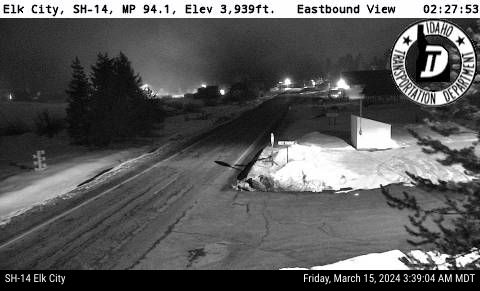 Elk City, SH-14, MP 94.1, Elev 3,939ft. Eastbound View 02:27:53
IDAHO
TRANSPORTATION DEPARTMENT
SH-14 Elk City Friday, March 15, 2024 3:39:04 AM MDT